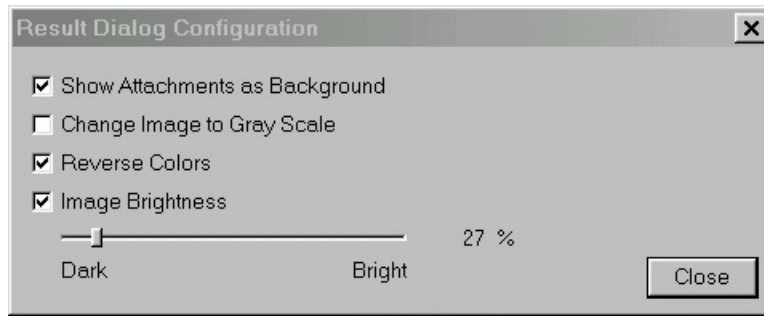 Result Dialog Configuration
Show Attachments as Background
Change Image to Gray Scale
Reverse Colors
Image Brightness
27 %
Dark Bright
Close